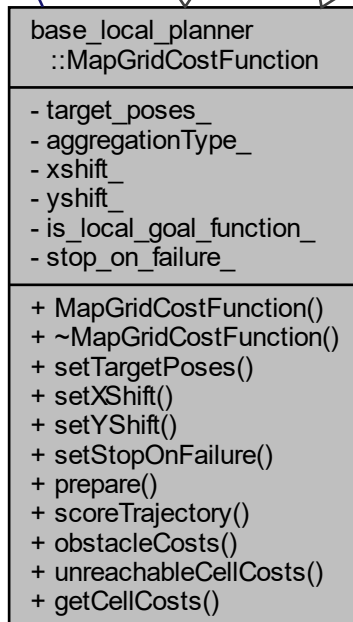 base_local_planner
::MapGridCostFunction
- target_poses_
- aggregationType_
- xshift_
- yshift_
- is_local_goal_function_
- stop_on_failure_
+ MapGridCostFunction()
+ ~MapGridCostFunction()
+ setTargetPoses()
+ setXShift()
+ setYShift()
+ setStopOnFailure()
+ prepare()
+ scoreTrajectory()
+ obstacleCosts()
+ unreachableCellCosts()
+ getCellCosts()